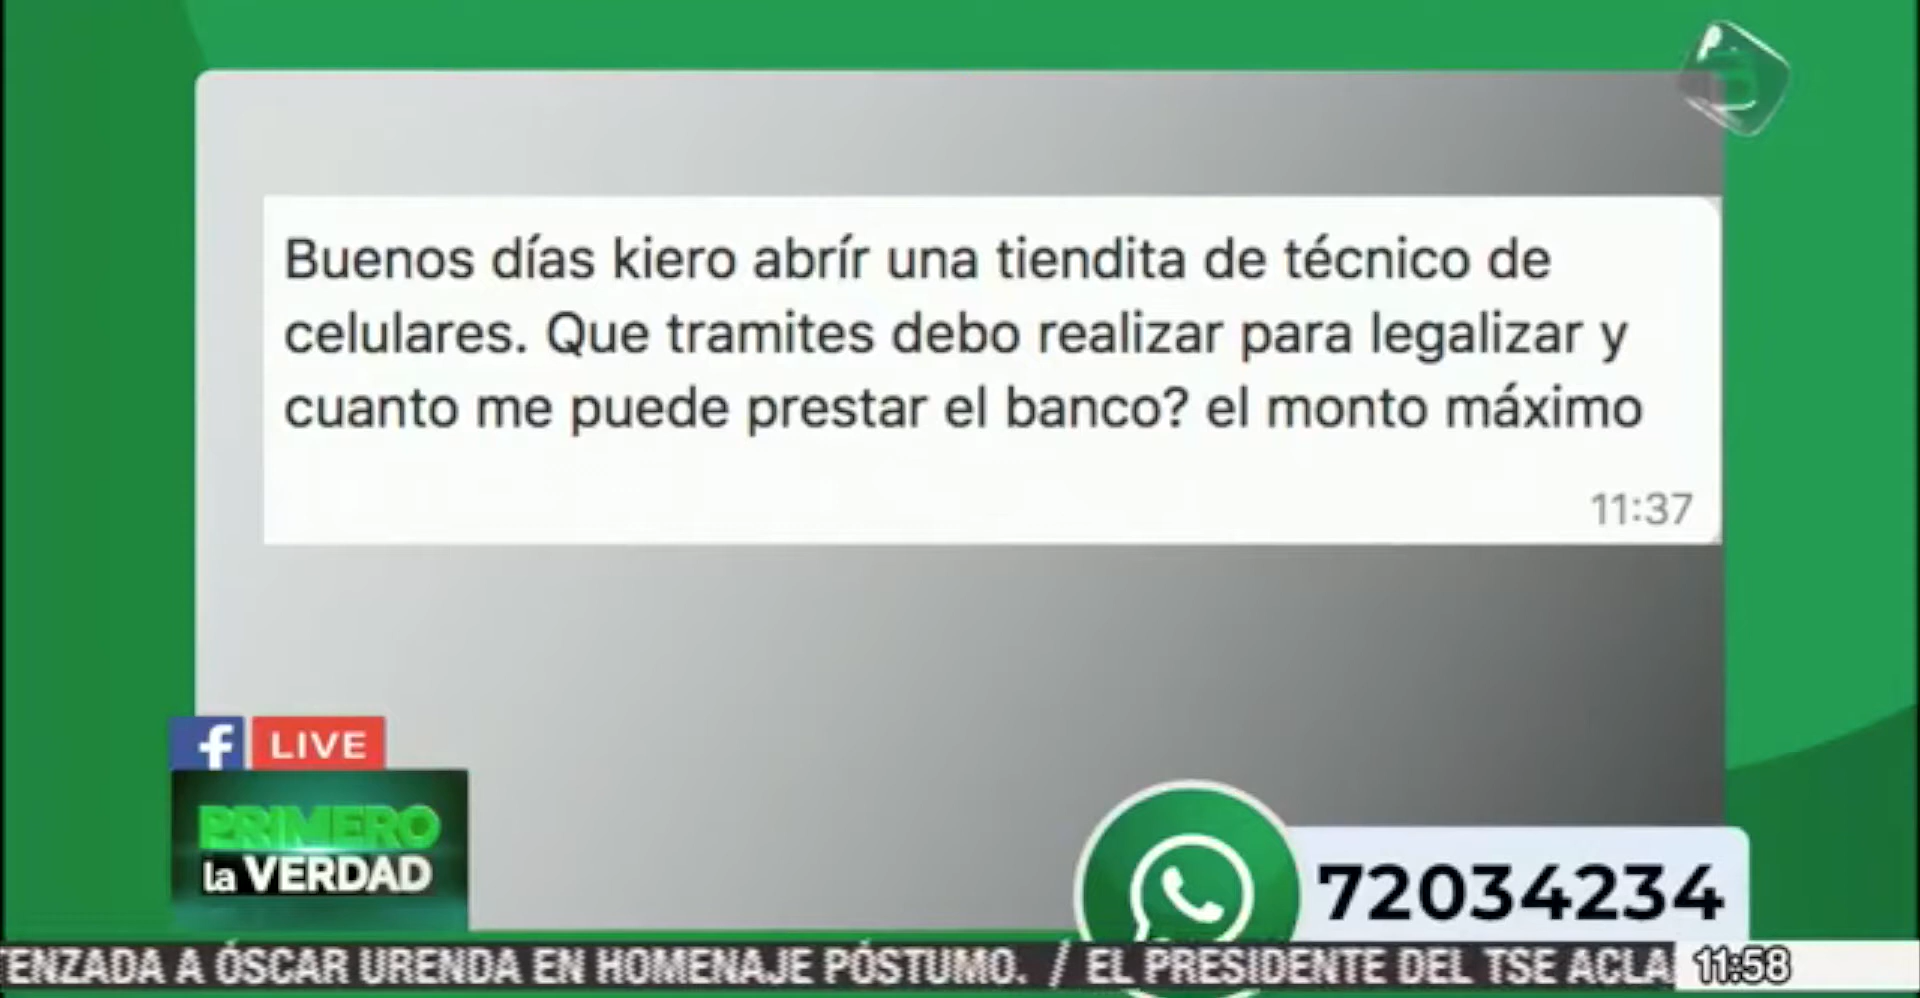 Buenos días kiero abrír una tiendita de técnico de
celulares. Que tramites debo realizar para legalizar y
cuanto me puede prestar el banco? el monto máximo
11:37
f LIVE
PRIMERO
la VERDAD
72034234
TENZADA A ÓSCAR URENDA EN HOMENAJE PÓSTUMO. / EL PRESIDENTE DEL TSE ACLA 11:58